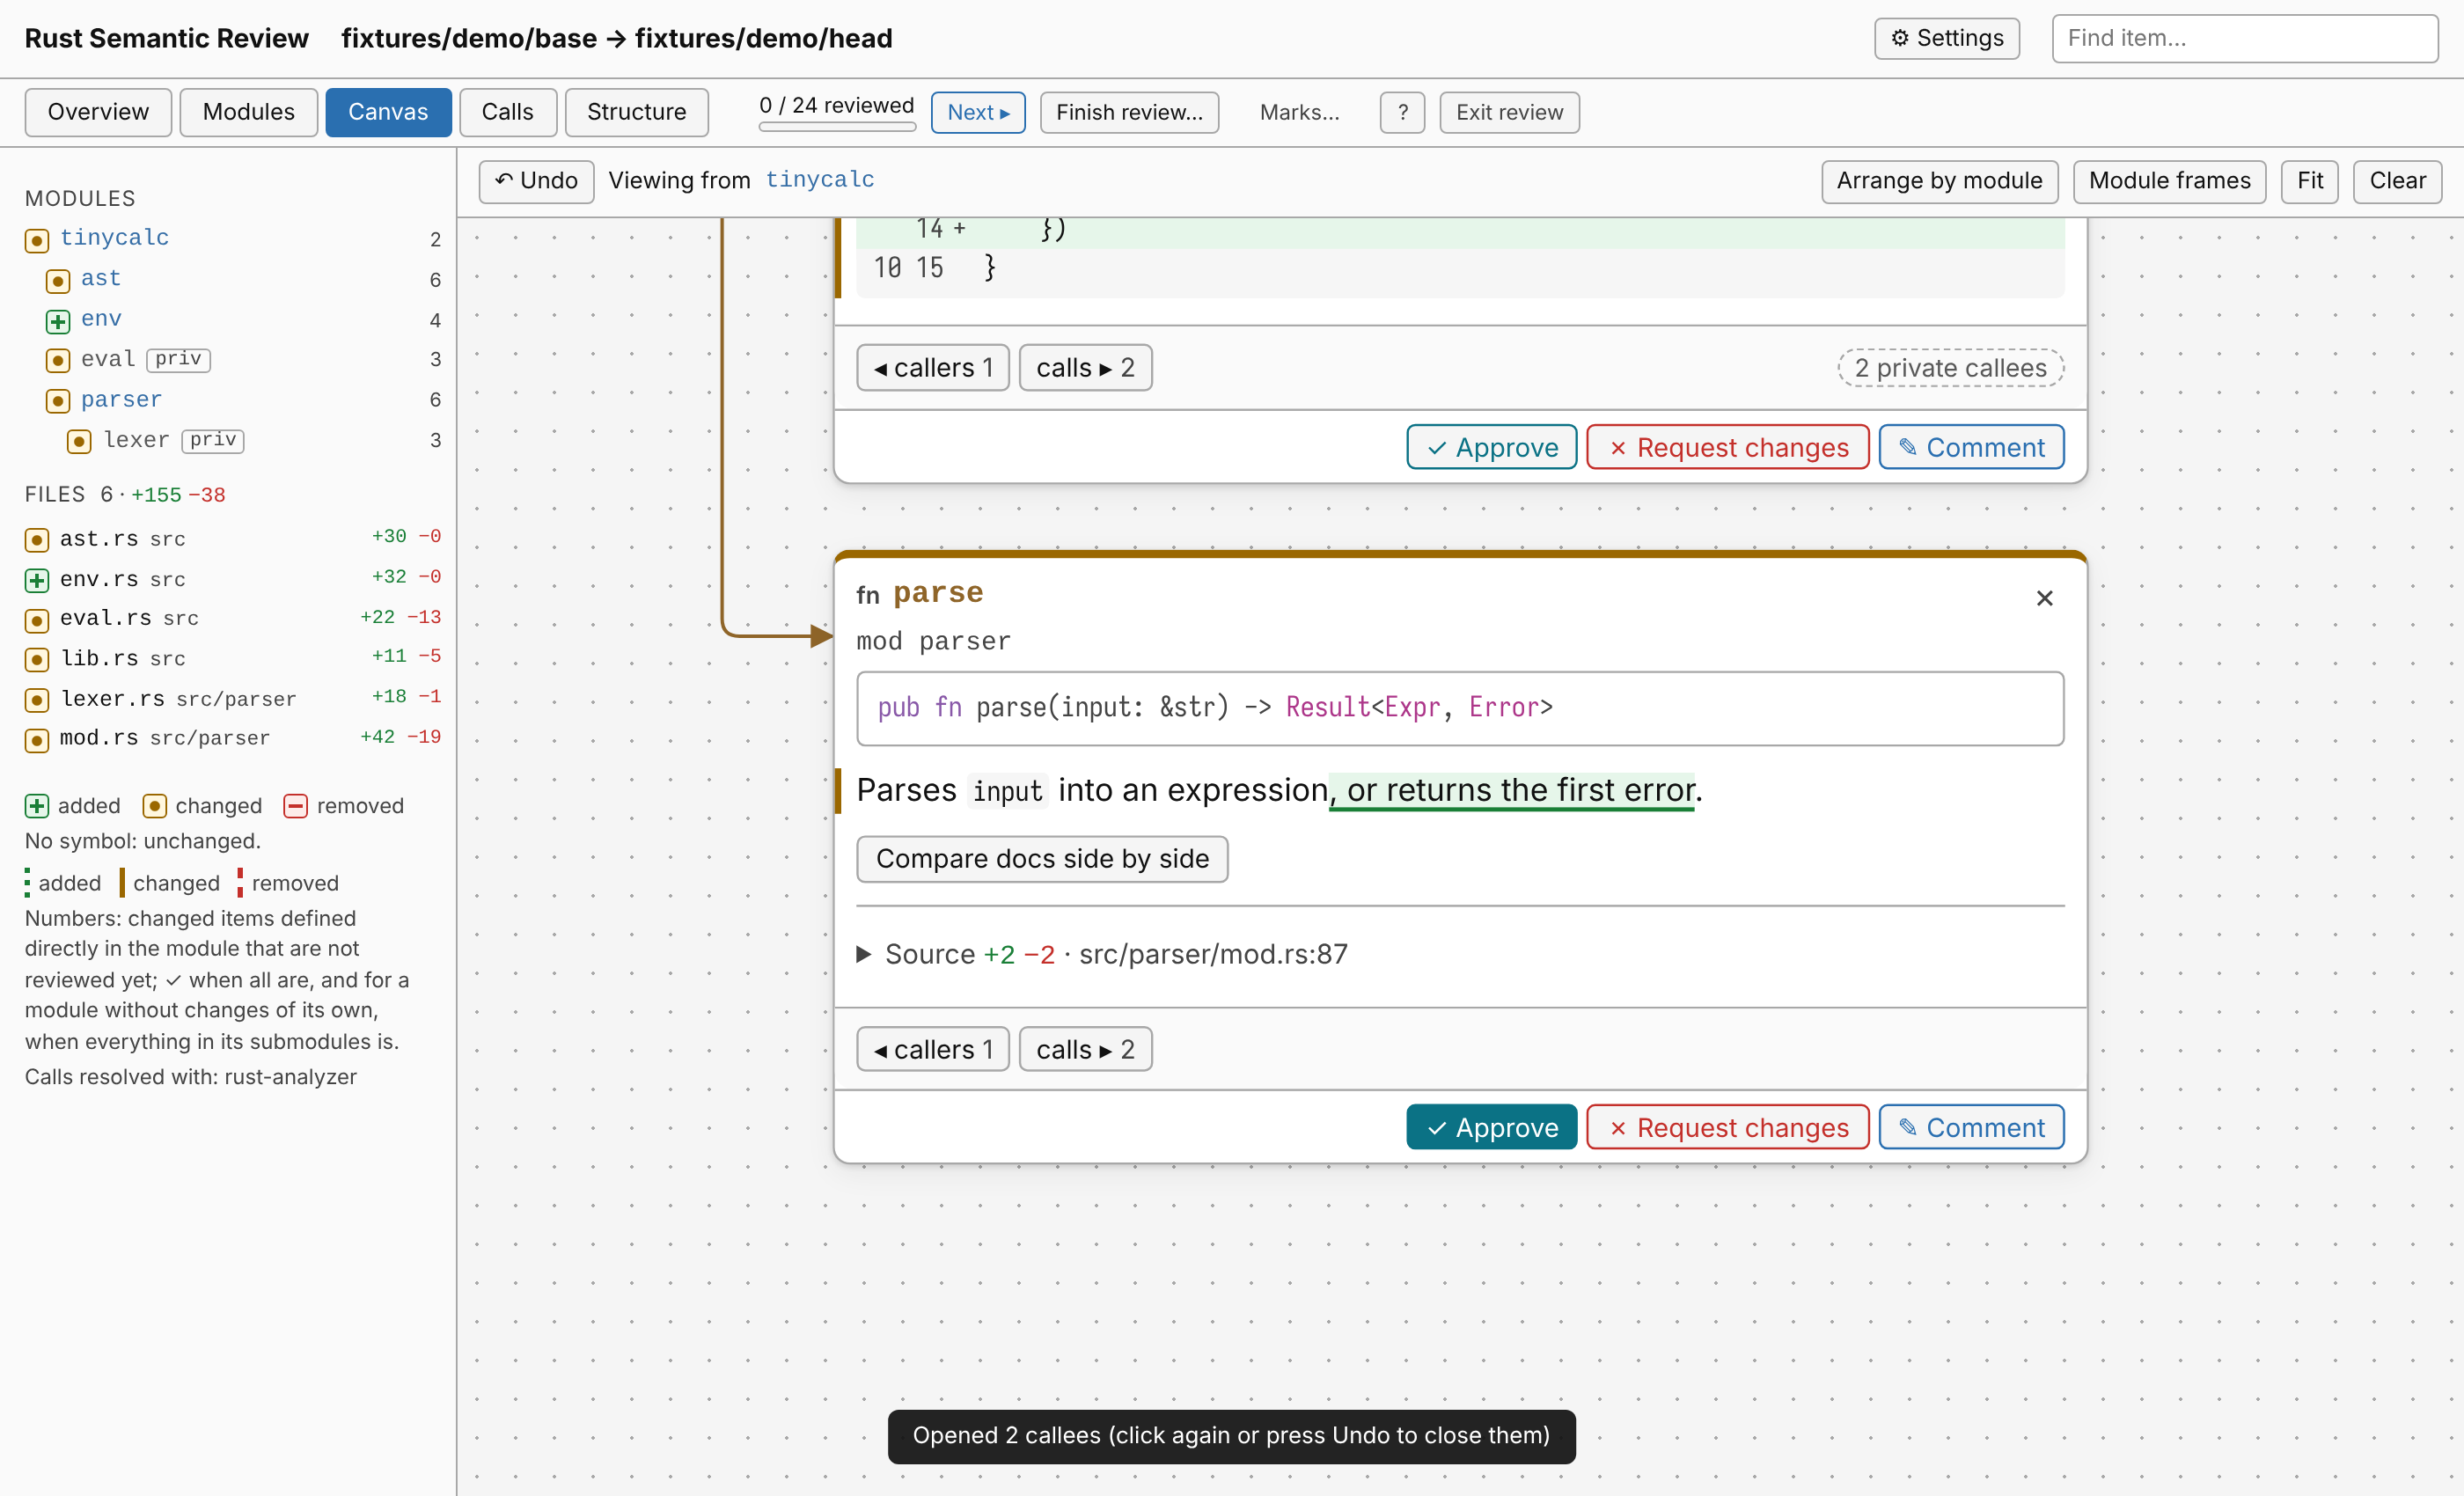 Rust Semantic Review fixtures/demo/base → fixtures/demo/head ⚙ Settings Find item...
Overview Modules Canvas Calls Structure 0 / 24 reviewed Next ▸ Finish review... Marks... ? Exit review
↶ Undo Viewing from tinycalc Arrange by module Module frames Fit Clear
MODULES
tinycalc 2
ast 6
env 4
eval priv 3
parser 6
lexer priv 3
FILES 6 · +155 −38
ast.rs src +30 −0
env.rs src +32 −0
eval.rs src +22 −13
lib.rs src +11 −5
lexer.rs src/parser +18 −1
mod.rs src/parser +42 −19
added changed removed
No symbol: unchanged.
added changed removed
Numbers: changed items defined
directly in the module that are not
reviewed yet; ✓ when all are, and for a
module without changes of its own,
when everything in its submodules is.
Calls resolved with: rust-analyzer
14 + })
10 15 }
◂ callers 1 calls ▸ 2 2 private callees
✓ Approve × Request changes ✎ Comment
fn parse ×
mod parser
pub fn parse(input: &str) -> Result<Expr, Error>
Parses input into an expression, or returns the first error.
Compare docs side by side
▶ Source +2 −2 · src/parser/mod.rs:87
◂ callers 1 calls ▸ 2
✓ Approve × Request changes ✎ Comment
Opened 2 callees (click again or press Undo to close them)